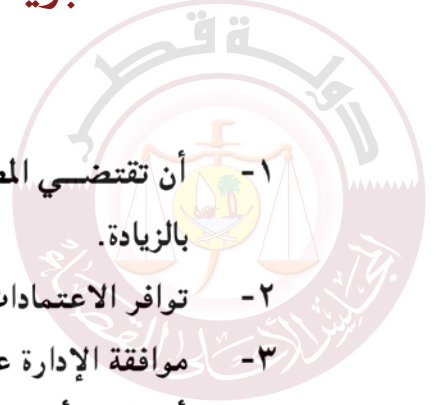 دولة قطر
١- أن تقتضي
بالزيادة.
٢- توافر الاعتمادات
٣- موافقة الإدارة
المجلس الأعلى للقضاء